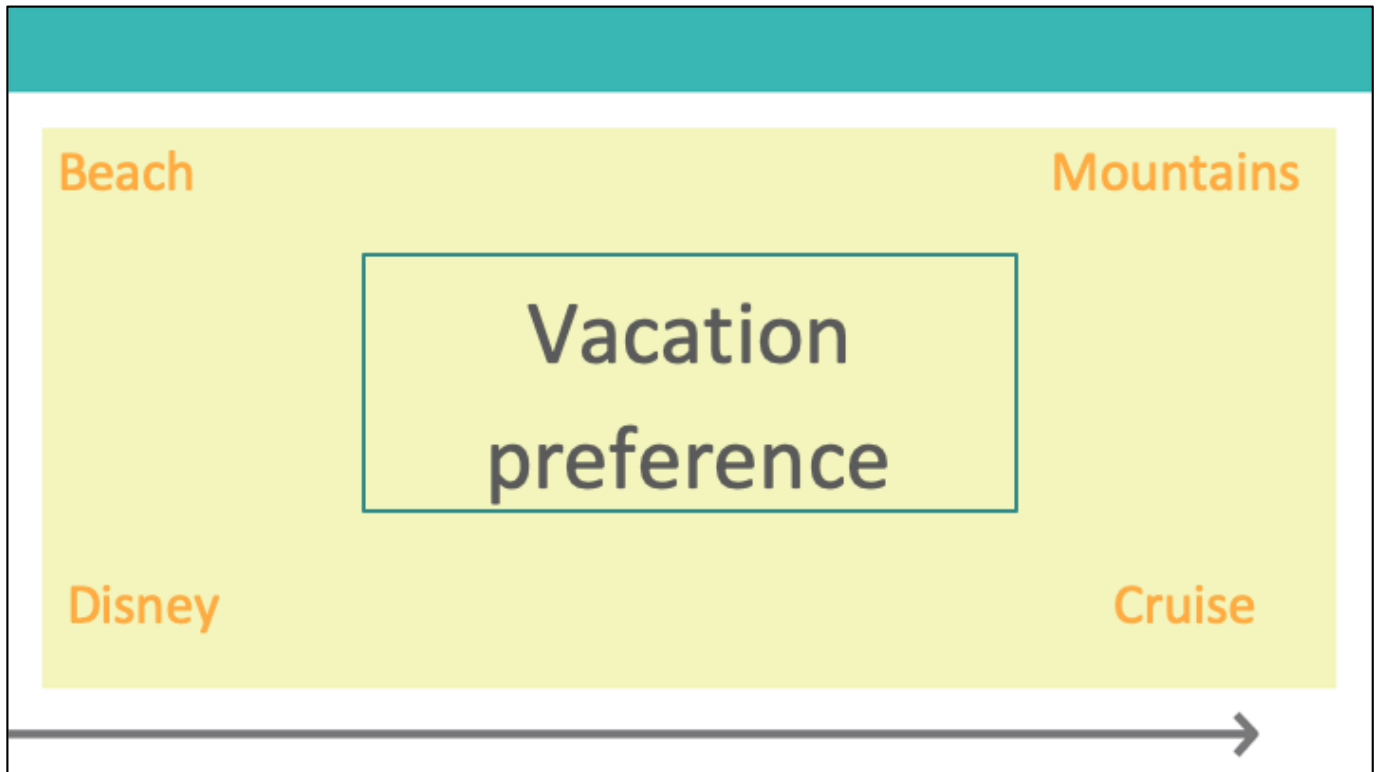 Beach
Mountains
Vacation
preference
Disney
Cruise